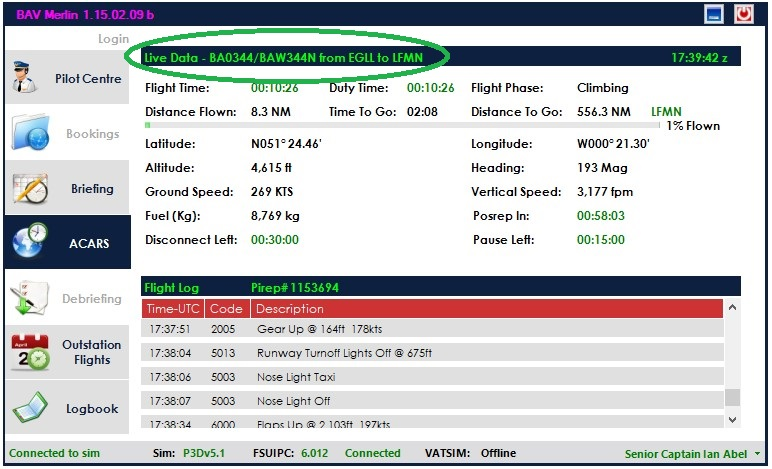 BAV Merlin 1.15.02.09 b
Login
Live Data - BA0344/BAW344N from EGLL to LFMN 17:39:42 z
Pilot Centre
Flight Time: 00:10:26 Duty Time: 00:10:26 Flight Phase: Climbing
Distance Flown: 8.3 NM Time To Go: 02:08 Distance To Go: 556.3 NM LFMN
1% Flown
Bookings
Latitude: N051° 24.46' Longitude: W000° 21.30'
Altitude: 4,615 ft Heading: 193 Mag
Briefing
Ground Speed: 269 KTS Vertical Speed: 3,177 fpm
Fuel (Kg): 8,769 kg Posrep In: 00:58:03
ACARS
Disconnect Left: 00:30:00 Pause Left: 00:15:00
Flight Log Pirep# 1153694
Debriefing
Time-UTC Code Description
17:37:51 2005 Gear Up @ 164ft 178kts
April
20
Outstation
Flights
17:38:04 5013 Runway Turnoff Lights Off @ 675ft
17:38:06 5003 Nose Light Taxi
17:38:07 5003 Nose Light Off
Logbook
17:38:34 6000 Flaps Up @ 2,103ft 197kts
Connected to sim Sim: P3Dv5.1 FSUIPC: 6.012 Connected VATSIM: Offline Senior Captain Ian Abel